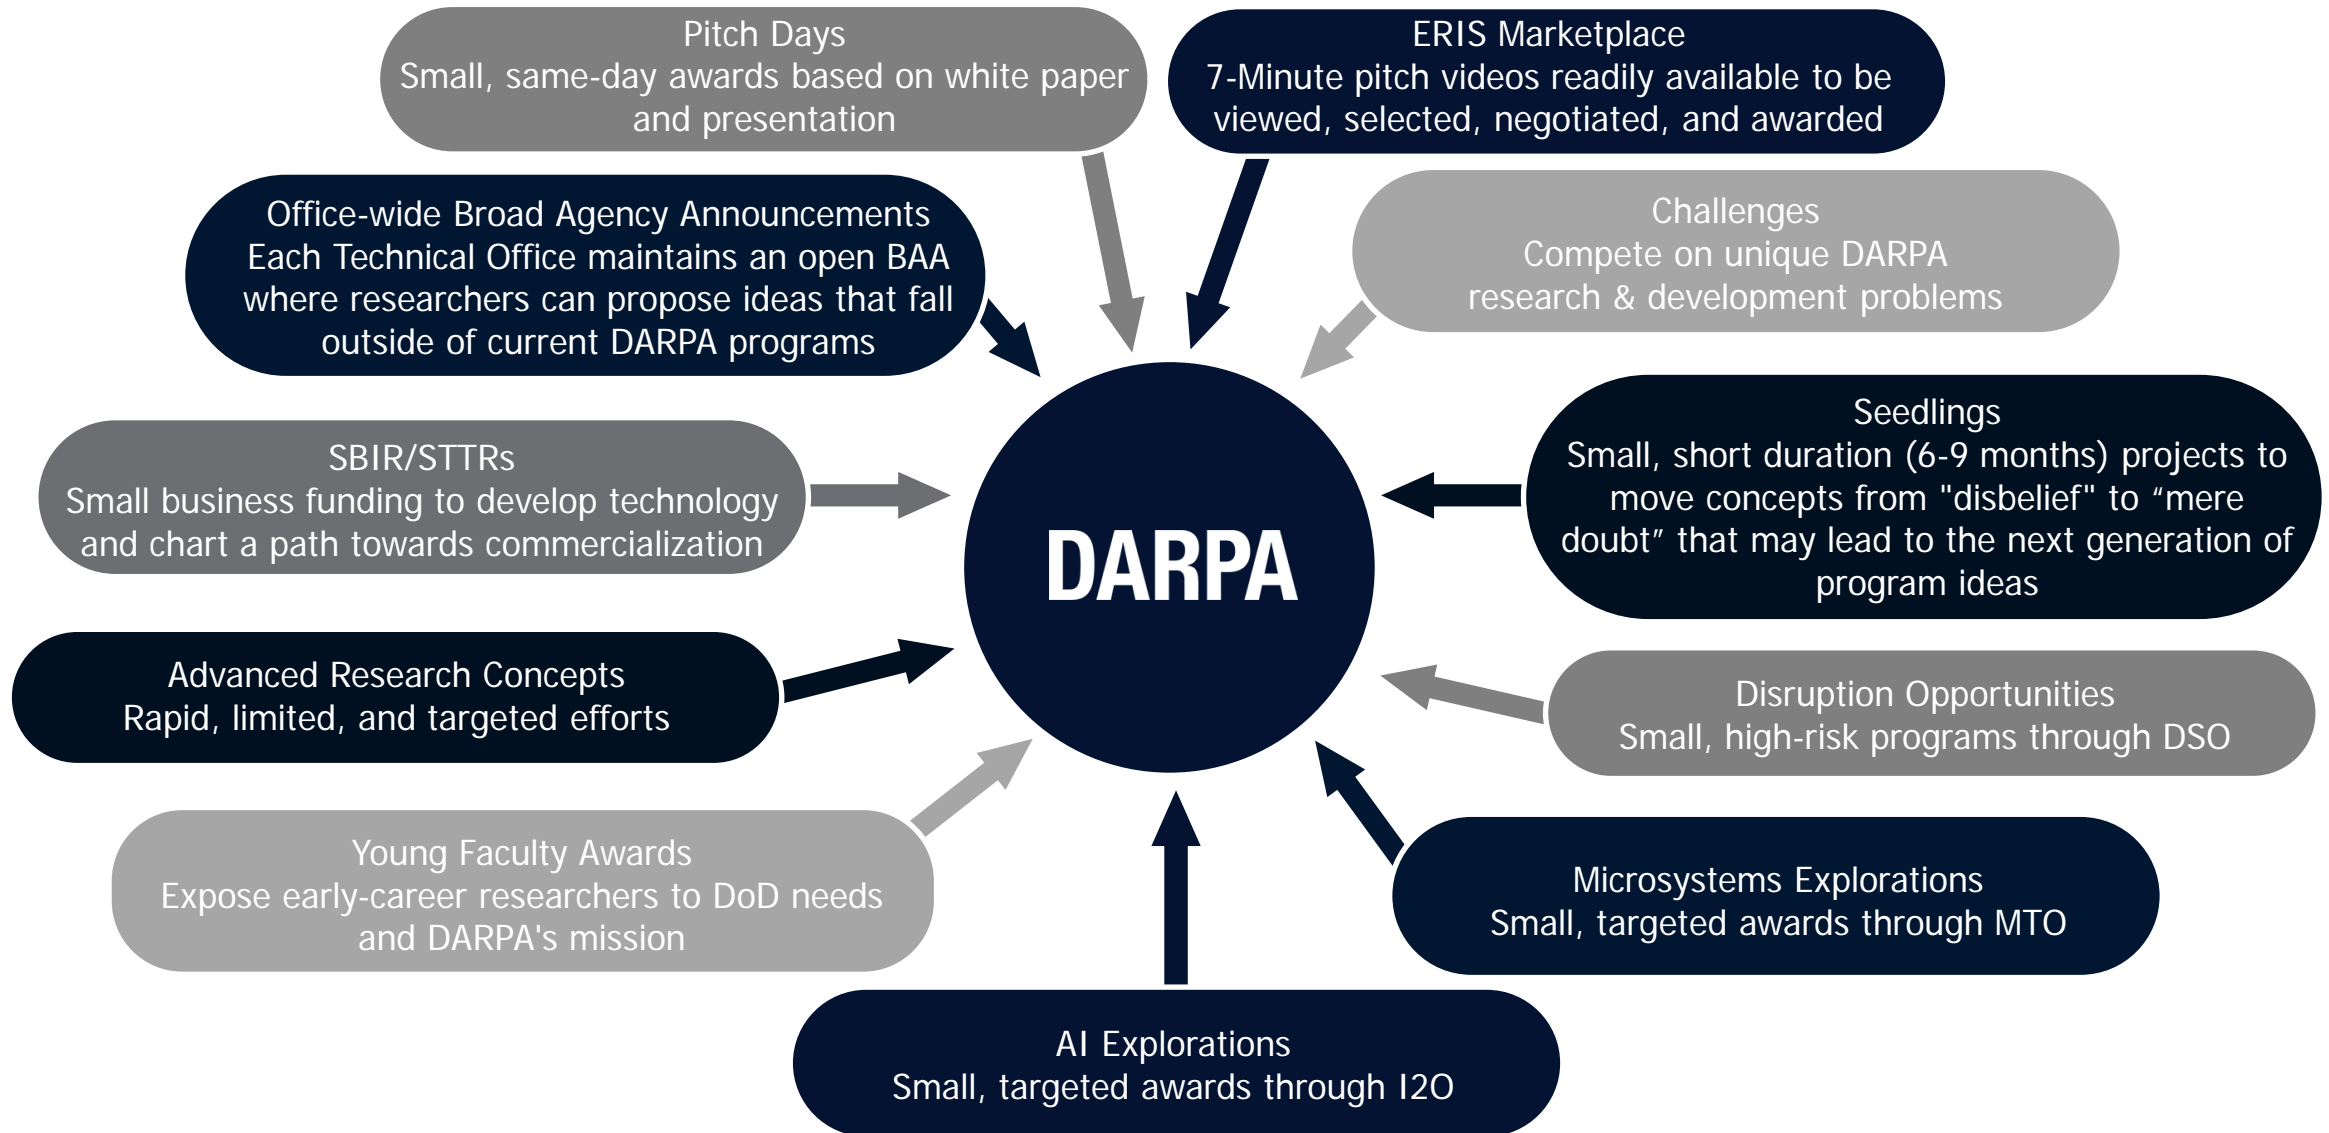 Pitch Days
Small, same-day awards based on white paper
and presentation
ERIS Marketplace
7-Minute pitch videos readily available to be
viewed, selected, negotiated, and awarded
Office-wide Broad Agency Announcements
Each Technical Office maintains an open BAA
where researchers can propose ideas that fall
outside of current DARPA programs
Challenges
Compete on unique DARPA
research & development problems
SBIR/STTRs
Small business funding to develop technology
and chart a path towards commercialization
DARPA
Seedlings
Small, short duration (6-9 months) projects to
move concepts from "disbelief" to “mere
doubt” that may lead to the next generation of
program ideas
Advanced Research Concepts
Rapid, limited, and targeted efforts
Disruption Opportunities
Small, high-risk programs through DSO
Young Faculty Awards
Expose early-career researchers to DoD needs
and DARPA's mission
Microsystems Explorations
Small, targeted awards through MTO
AI Explorations
Small, targeted awards through I2O